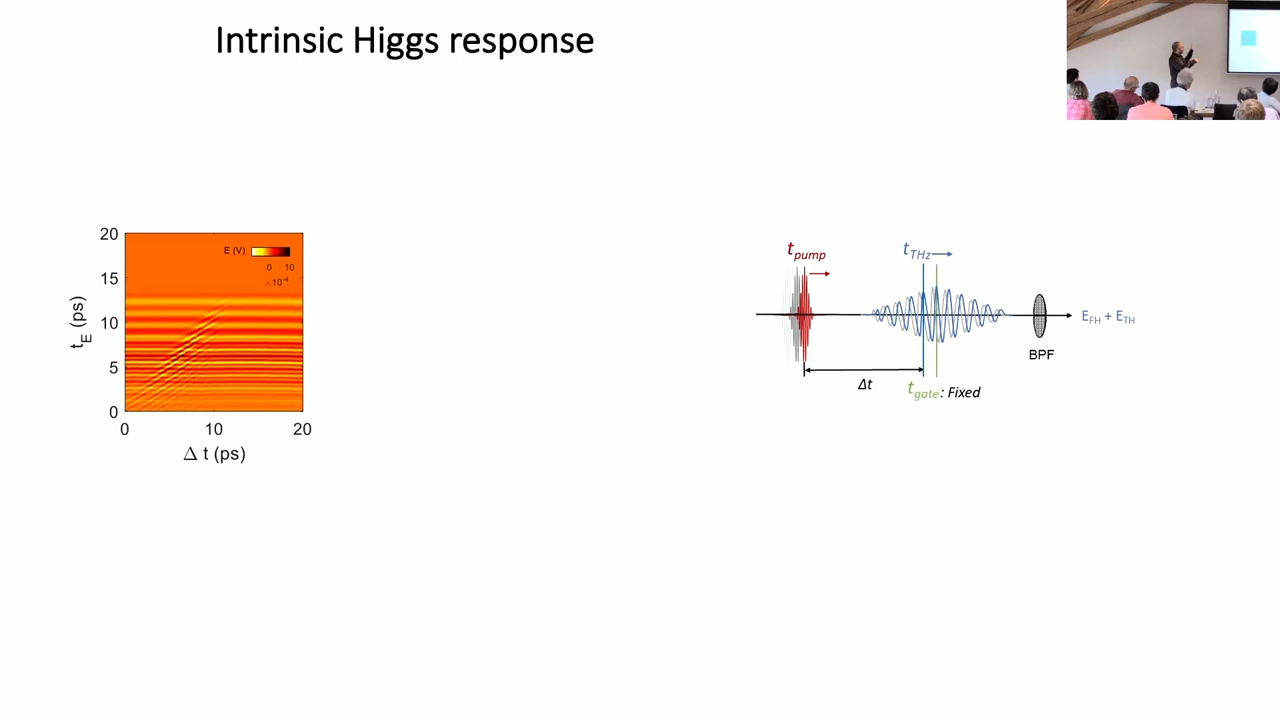 Intrinsic Higgs response
20
15
10
5
0
t_E (ps)
E (V)
0 10
×10⁻⁴
0 10 20
Δ t (ps)
t_pump
t_THz
Δt
t_gate : Fixed
BPF
E_FH + E_TH